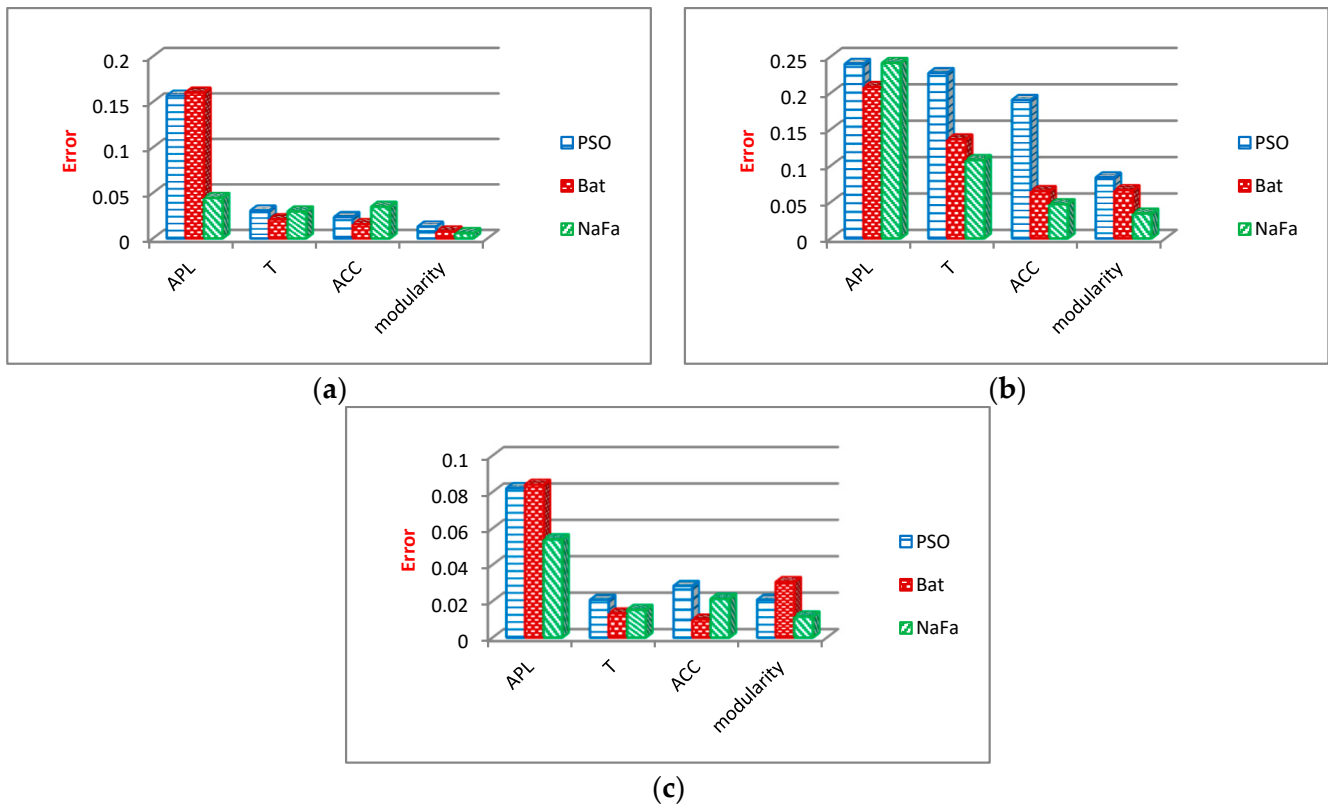 0.2
0.15
0.1
0.05
0
Error
APL
T
ACC
modularity
PSO
Bat
NaFa
(a)
0.25
0.2
0.15
0.1
0.05
0
Error
APL
T
ACC
modularity
PSO
Bat
NaFa
(b)
0.1
0.08
0.06
0.04
0.02
0
Error
APL
T
ACC
modularity
PSO
Bat
NaFa
(c)